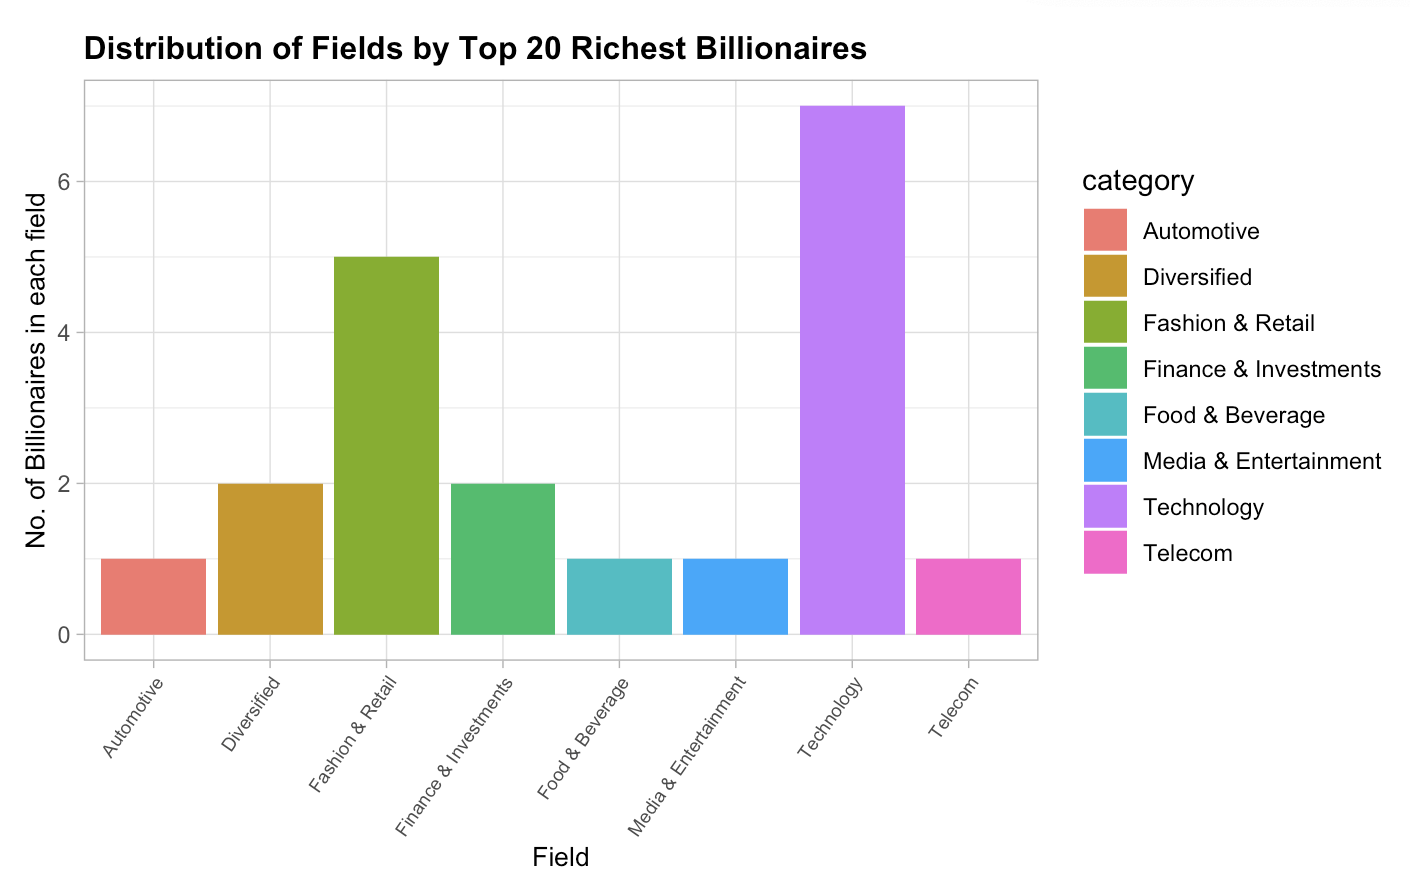 Distribution of Fields by Top 20 Richest Billionaires
No. of Billionaires in each field
6
4
2
0
Automotive
Diversified
Fashion & Retail
Finance & Investments
Food & Beverage
Media & Entertainment
Technology
Telecom
Field
category
Automotive
Diversified
Fashion & Retail
Finance & Investments
Food & Beverage
Media & Entertainment
Technology
Telecom